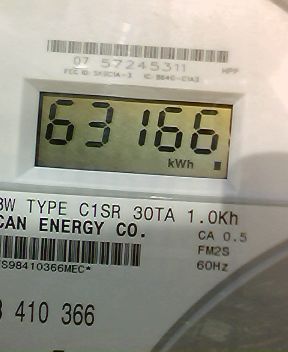 07 57245311
HPP
63166
kWh
3W TYPE C1SR 30TA 1.0Kh
CAN ENERGY CO.
CA 0.5
FM2S
S98410366MEC*
60Hz
410 366